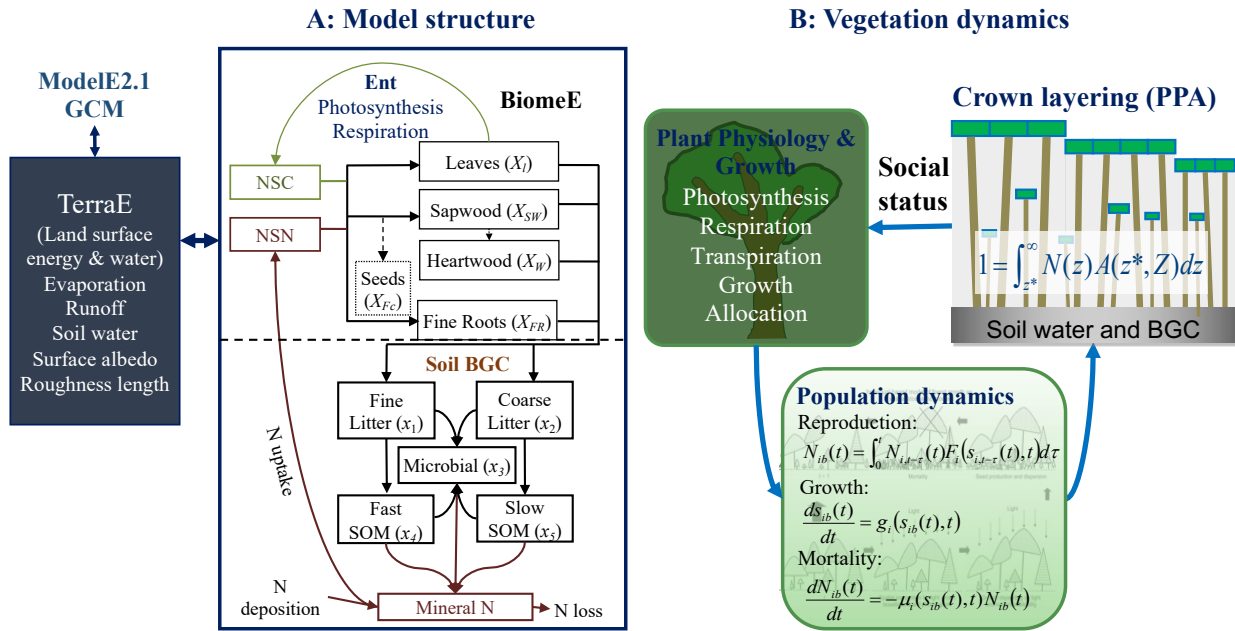 A: Model structure
B: Vegetation dynamics
ModelE2.1
GCM
TerraE
(Land surface
energy & water)
Evaporation
Runoff
Soil water
Surface albedo
Roughness length
Ent
Photosynthesis
Respiration
BiomeE
NSC
NSN
Leaves (X_l)
Sapwood (X_SW)
Heartwood (X_W)
Seeds
(X_Fc)
Fine Roots (X_FR)
Soil BGC
Fine
Litter (x_1)
Coarse
Litter (x_2)
Microbial (x_3)
Fast
SOM (x_4)
Slow
SOM (x_5)
N uptake
N
deposition
Mineral N
N loss
Plant Physiology &
Growth
Photosynthesis
Respiration
Transpiration
Growth
Allocation
Social
status
Crown layering (PPA)
1 = ∫_{z*}^{∞} N(z)A(z*,Z)dz
Soil water and BGC
Population dynamics
Reproduction:
N_ib(t) = ∫_0^t N_{i,t-τ}(t)F_i(s_{i,t-τ}(t),t)dτ
Growth:
ds_ib(t)/dt = g_i(s_ib(t),t)
Mortality:
dN_ib(t)/dt = -μ_i(s_ib(t),t)N_ib(t)